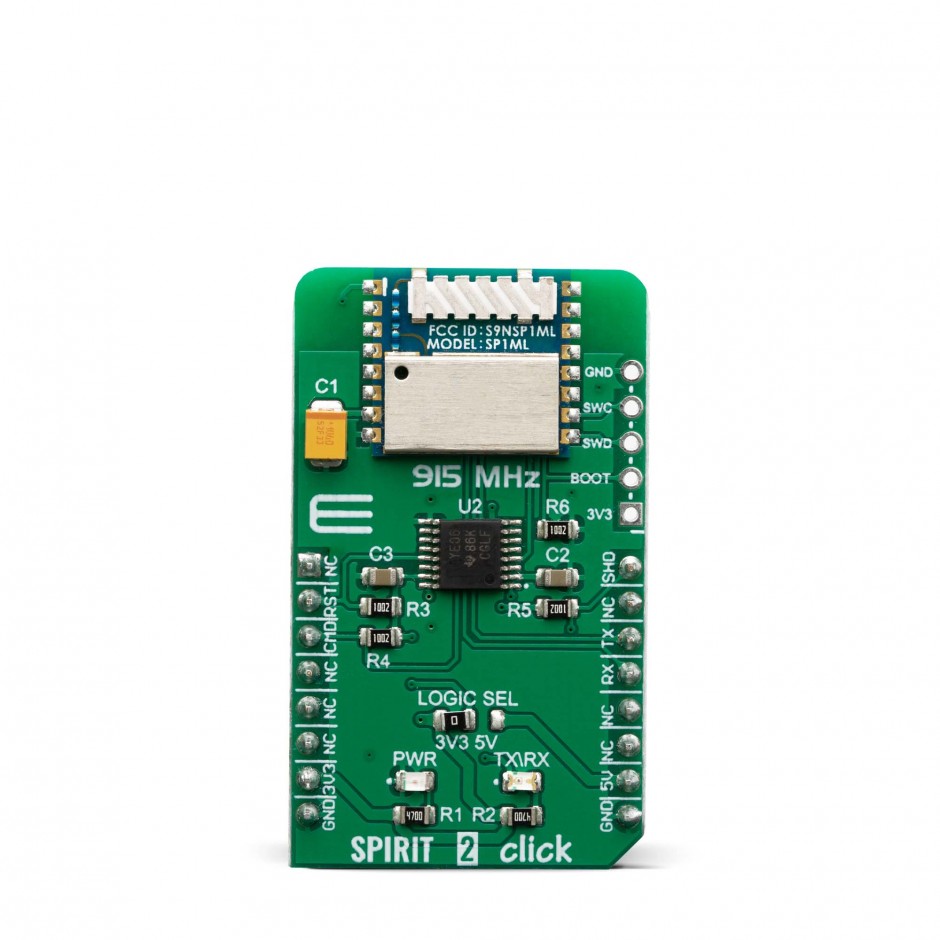 FCC ID : S9NSP1ML
MODEL: SP1ML
GND
C1
SWC
SWD
915 MHz
BOOT
U2
R6
3V3
YE08
86K
CGLF
1002
C3
C2
NC
SHD
RST
1002
R3
R5
1002
NC
CMD
1002
R4
TX
NC
RX
NC
LOGIC SEL
NC
0
3V3 5V
NC
NC
PWR
TX\RX
3V3
5V
4700
R1
R2
4700
GND
GND
SPIRIT 2 click